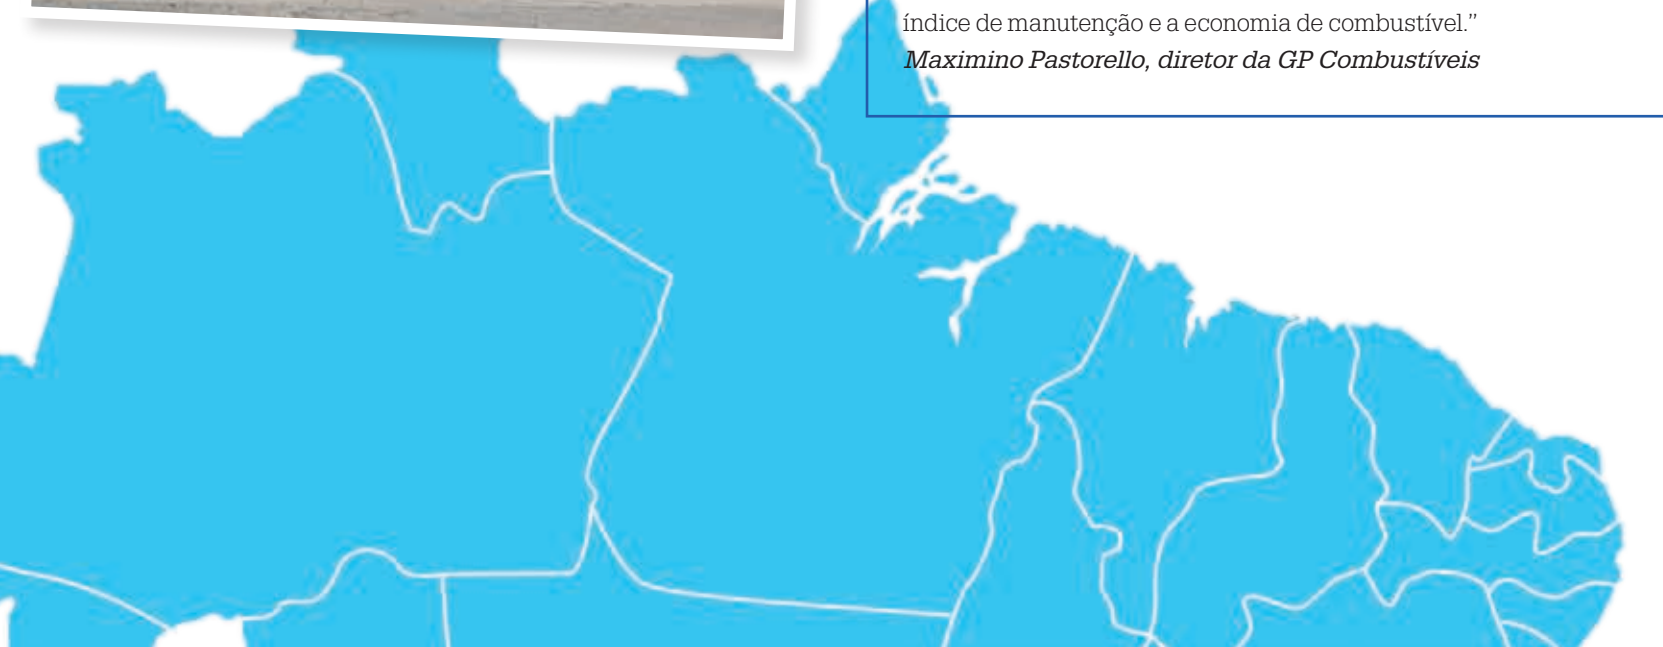 índice de manutenção e a economia de combustível.”
Maximino Pastorello, diretor da GP Combustíveis